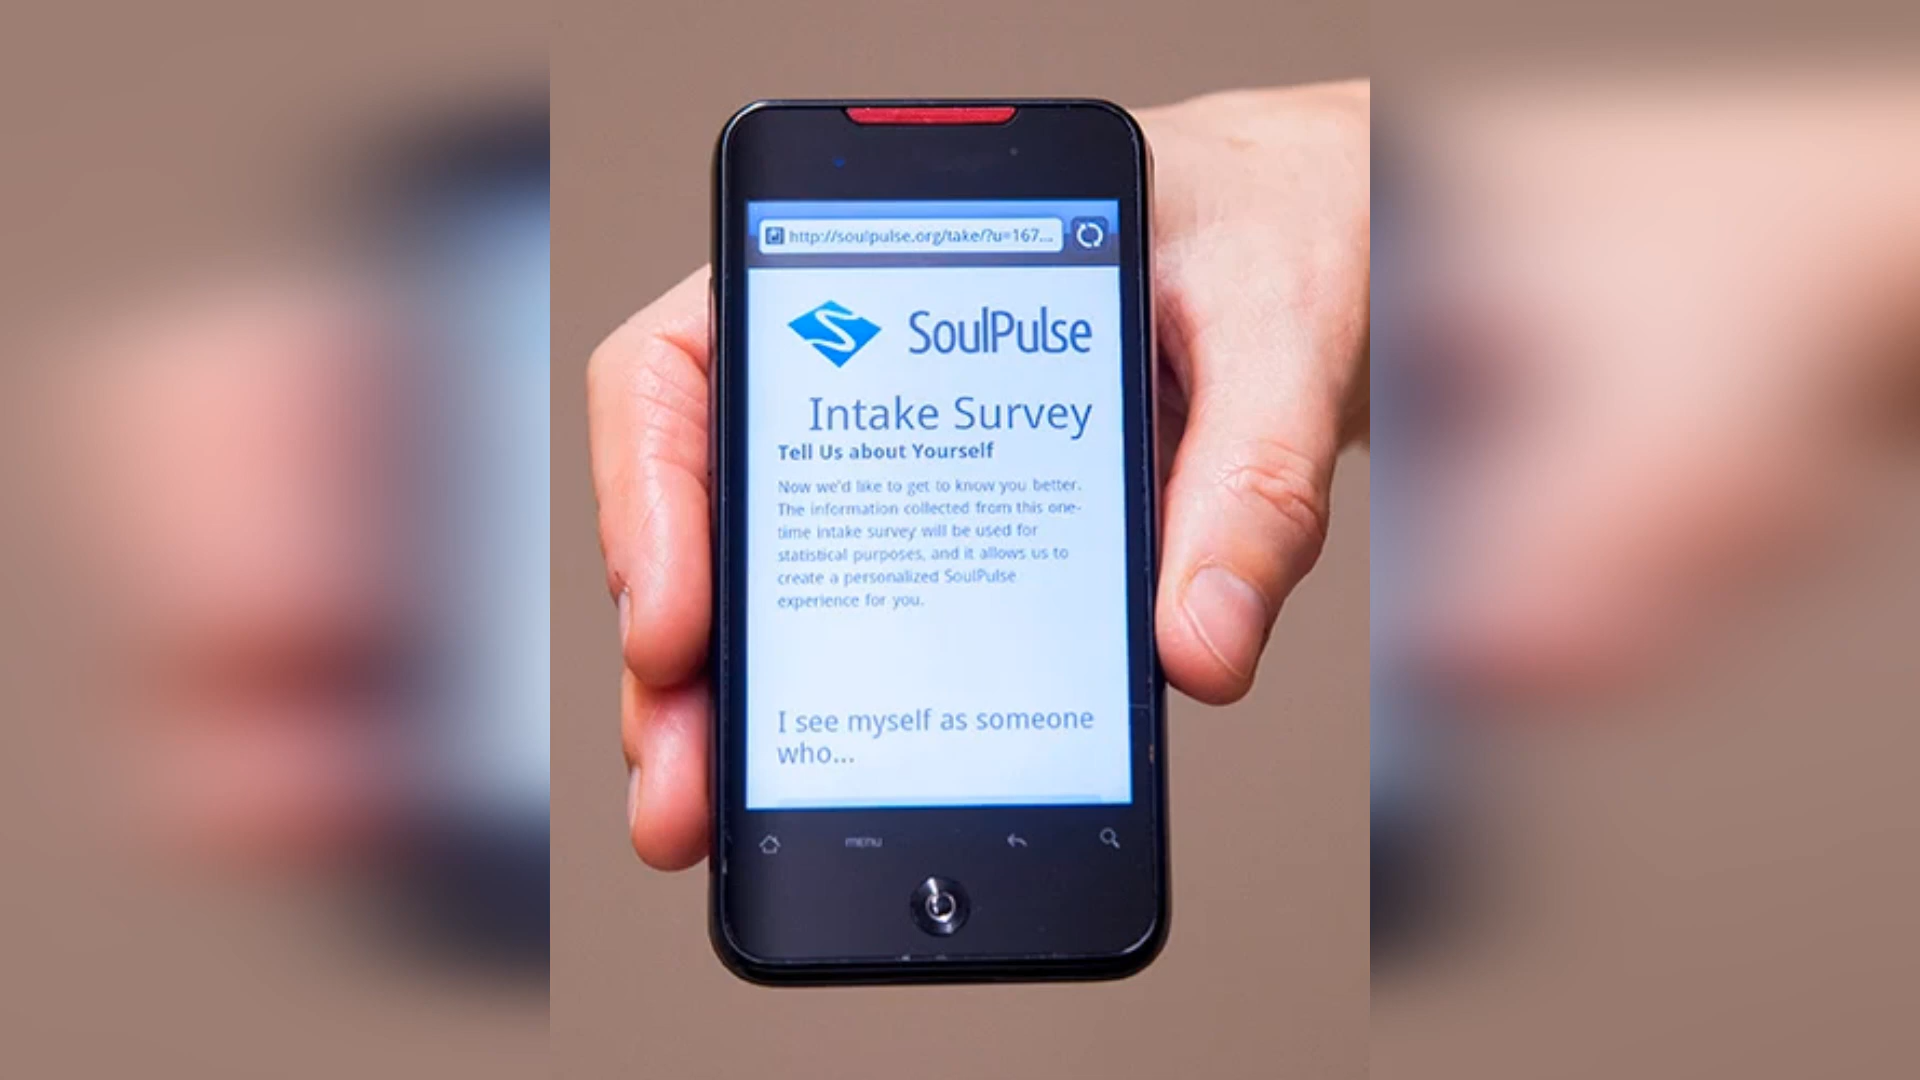 http://soulpulse.org/take/?u=167...
SoulPulse
Intake Survey
Tell Us about Yourself
Now we'd like to get to know you better.
The information collected from this one-
time intake survey will be used for
statistical purposes, and it allows us to
create a personalized SoulPulse
experience for you.
I see myself as someone
who...
menu